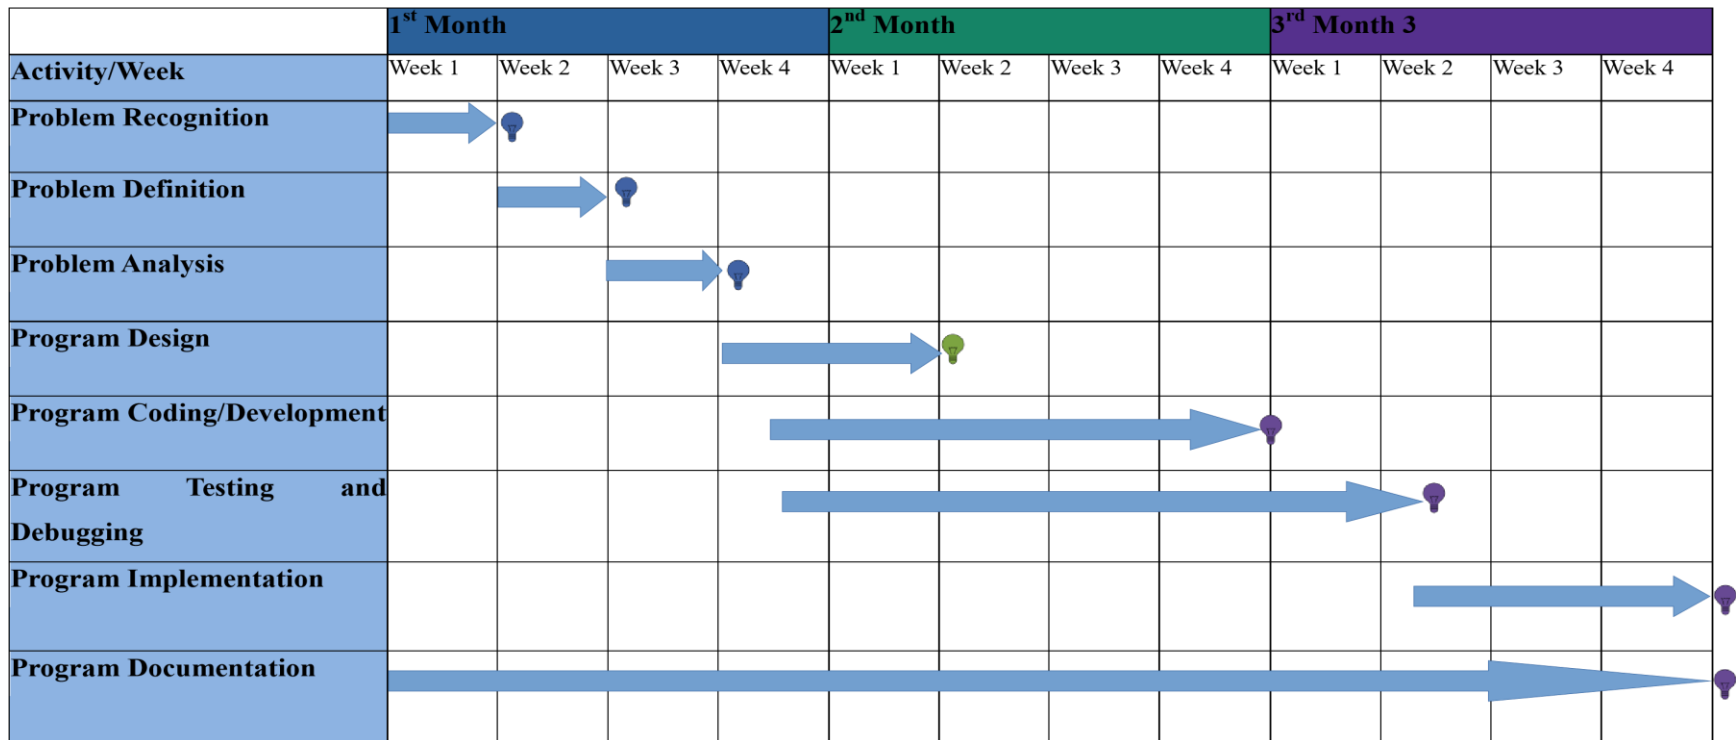 1st Month 2nd Month 3rd Month 3
Activity/Week Week 1 Week 2 Week 3 Week 4 Week 1 Week 2 Week 3 Week 4 Week 1 Week 2 Week 3 Week 4
Problem Recognition
Problem Definition
Problem Analysis
Program Design
Program Coding/Development
Program Testing and
Debugging
Program Implementation
Program Documentation